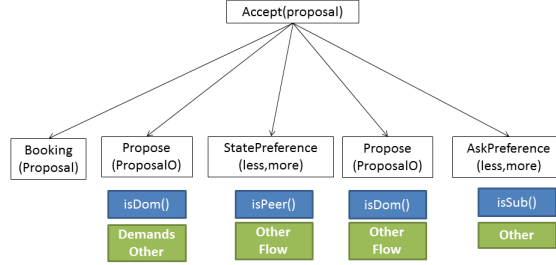 Accept(proposal)
Booking
(Proposal)
Propose
(ProposalO)
StatePreference
(less,more)
Propose
(ProposalO)
AskPreference
(less,more)
isDom()
isPeer()
isDom()
isSub()
Demands
Other
Other
Flow
Other
Flow
Other